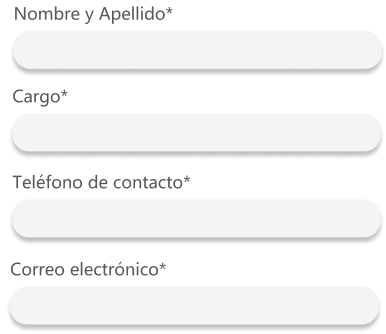 Nombre y Apellido*
Cargo*
Teléfono de contacto*
Correo electrónico*